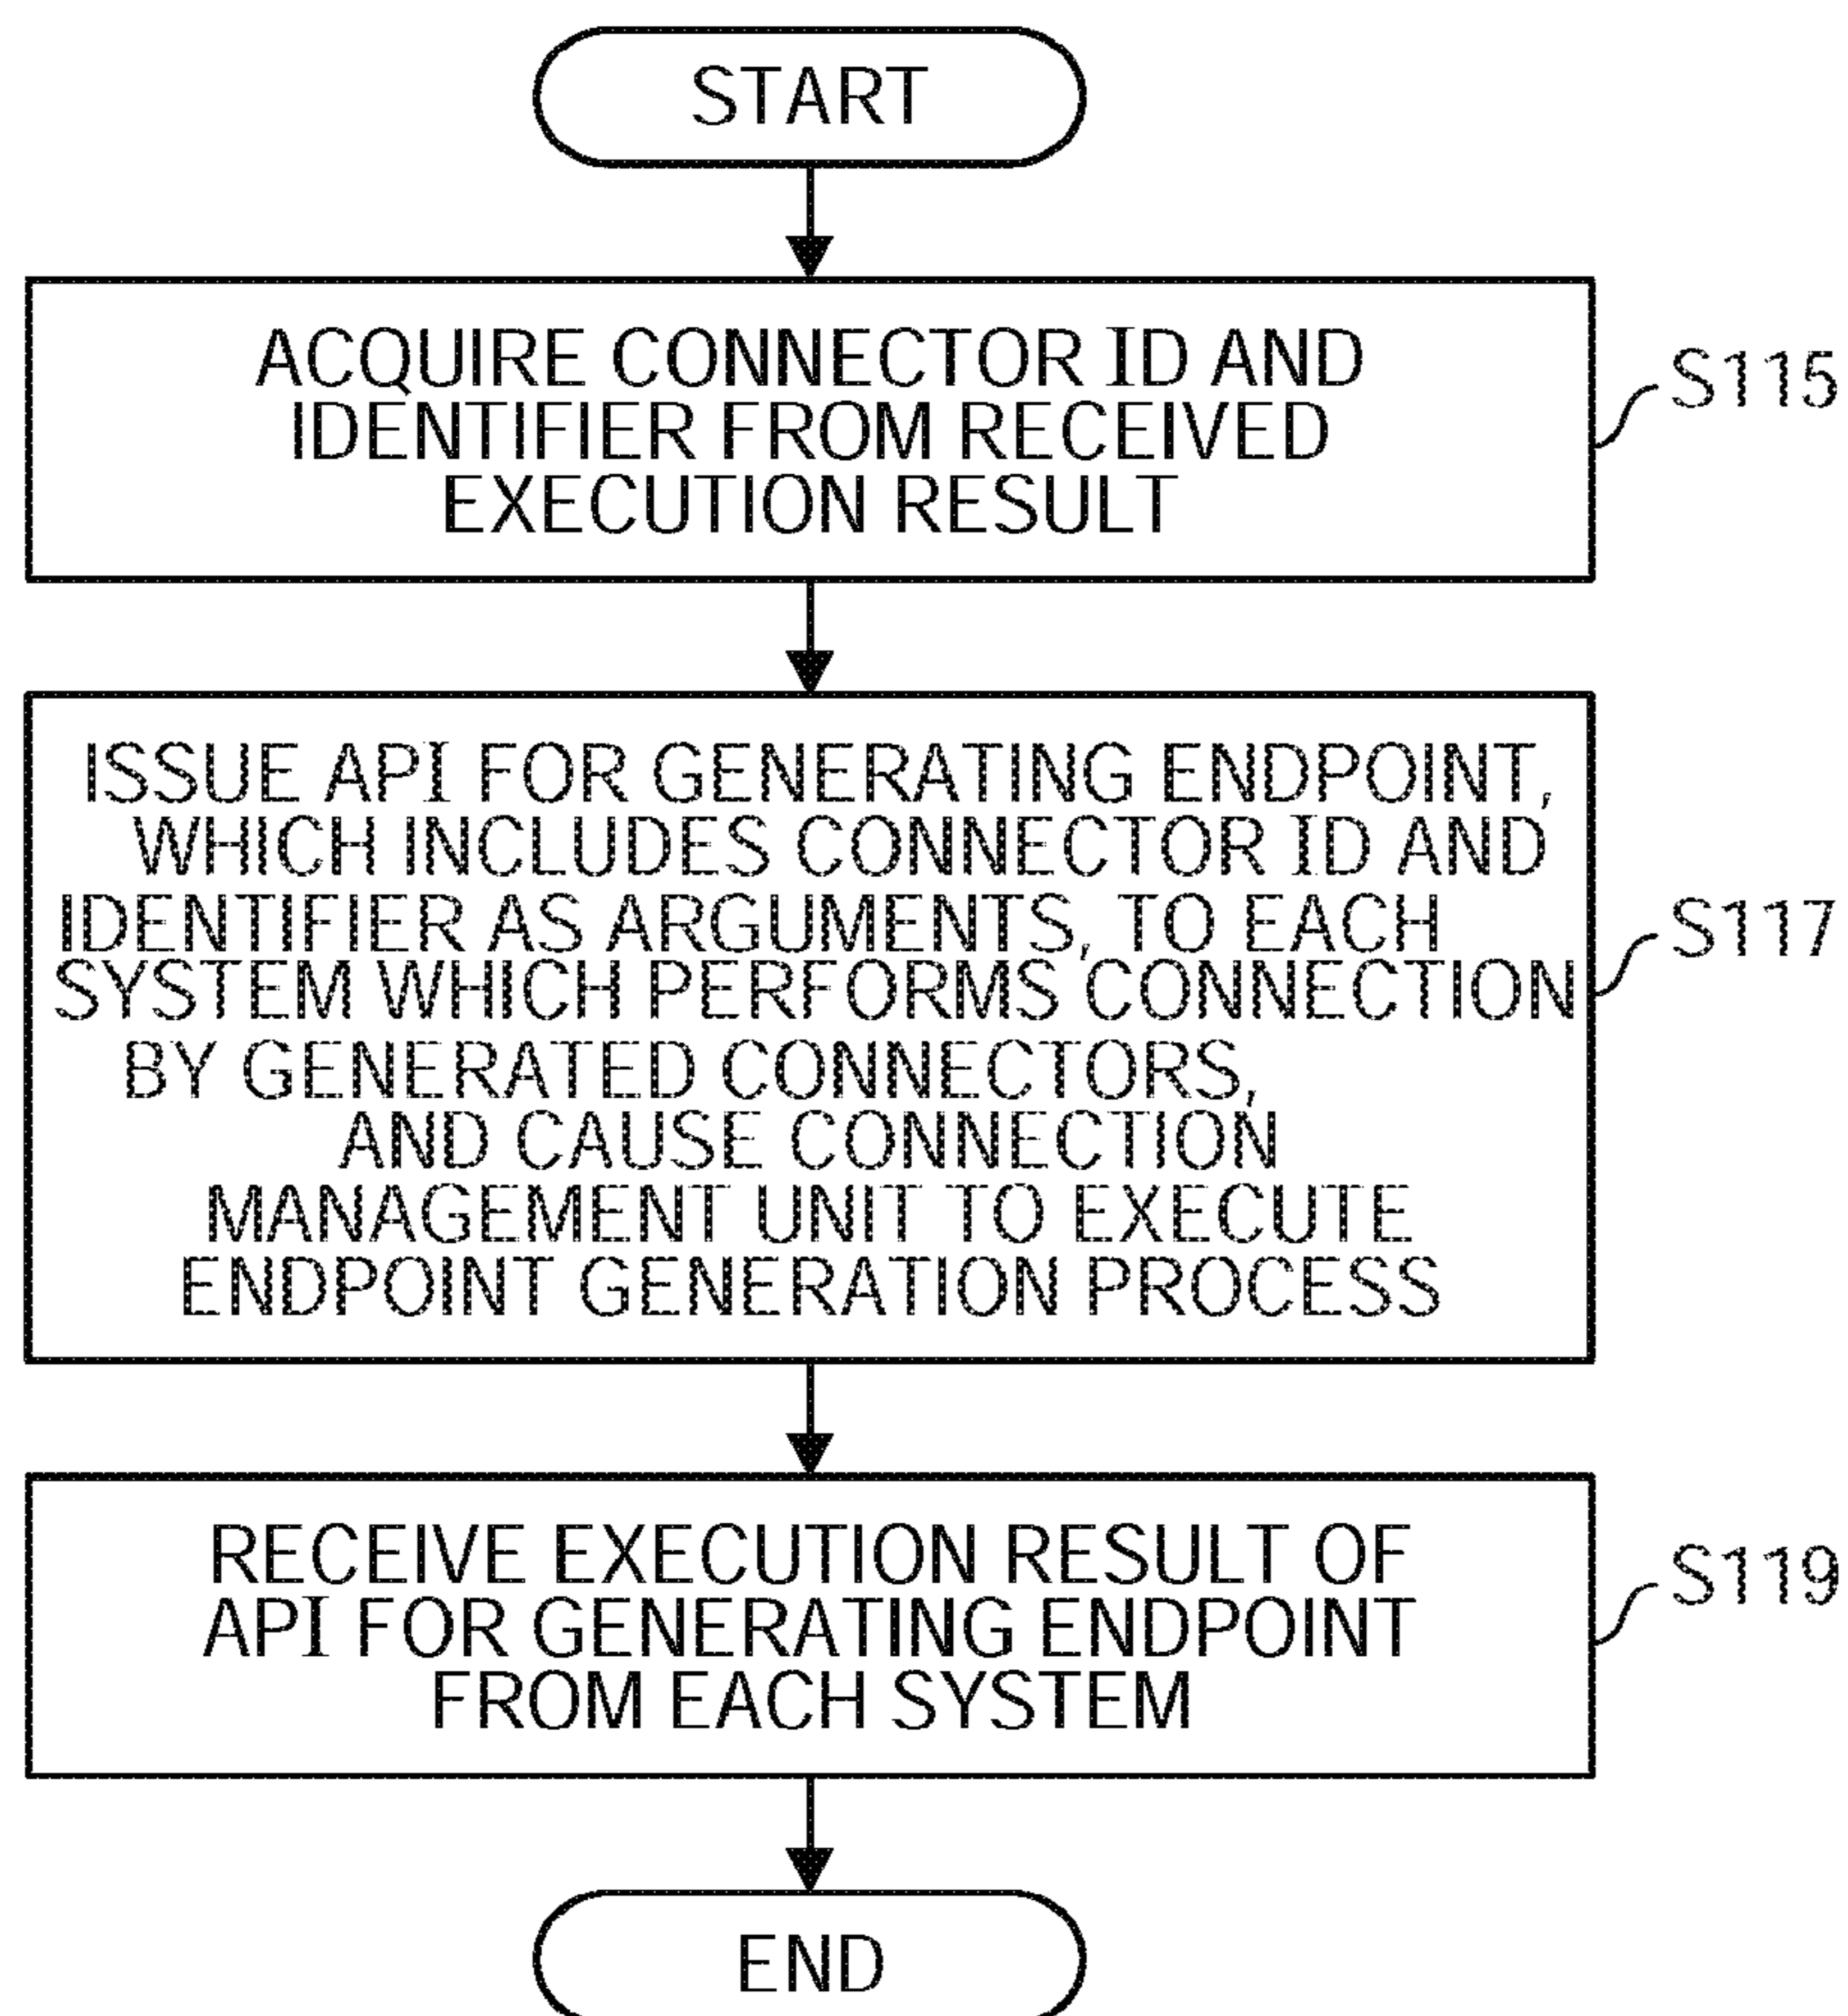 START
ACQUIRE CONNECTOR ID AND
IDENTIFIER FROM RECEIVED
EXECUTION RESULT
S115
ISSUE API FOR GENERATING ENDPOINT,
WHICH INCLUDES CONNECTOR ID AND
IDENTIFIER AS ARGUMENTS, TO EACH
SYSTEM WHICH PERFORMS CONNECTION
BY GENERATED CONNECTORS,
AND CAUSE CONNECTION
MANAGEMENT UNIT TO EXECUTE
ENDPOINT GENERATION PROCESS
S117
RECEIVE EXECUTION RESULT OF
API FOR GENERATING ENDPOINT
FROM EACH SYSTEM
S119
END